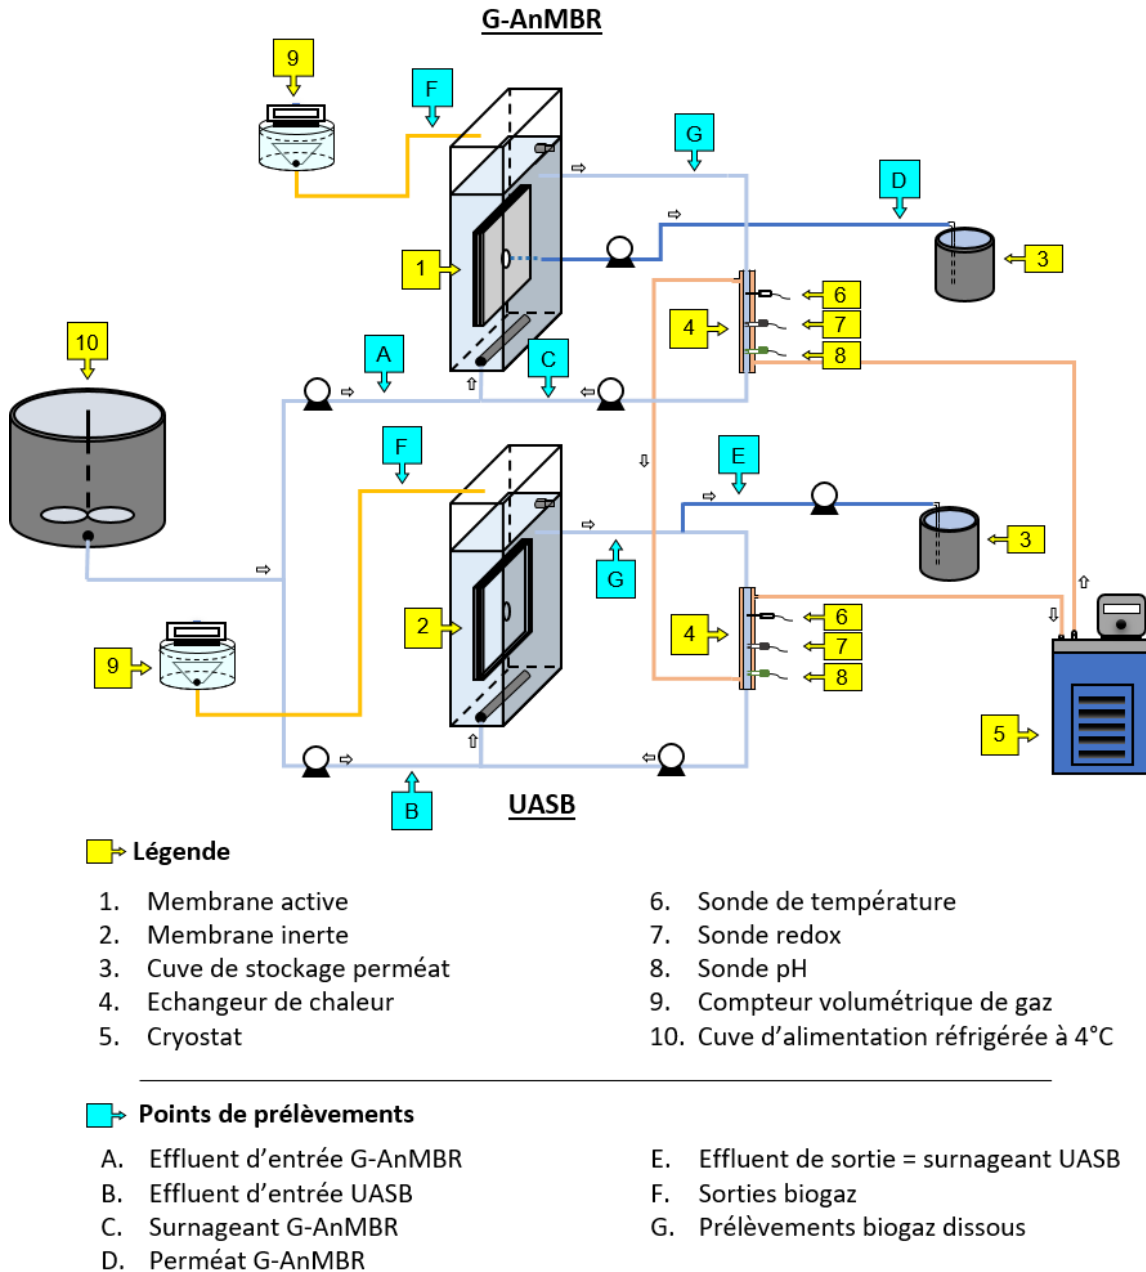 G-AnMBR
9
F
G
D
1
3
6
4
7
10
A
C
8
F
E
3
G
6
2
4
7
9
8
5
B
UASB
Légende
1. Membrane active
2. Membrane inerte
3. Cuve de stockage perméat
4. Echangeur de chaleur
5. Cryostat
6. Sonde de température
7. Sonde redox
8. Sonde pH
9. Compteur volumétrique de gaz
10. Cuve d'alimentation réfrigérée à 4°C
Points de prélèvements
A. Effluent d'entrée G-AnMBR
B. Effluent d'entrée UASB
C. Surnageant G-AnMBR
D. Perméat G-AnMBR
E. Effluent de sortie = surnageant UASB
F. Sorties biogaz
G. Prélèvements biogaz dissous